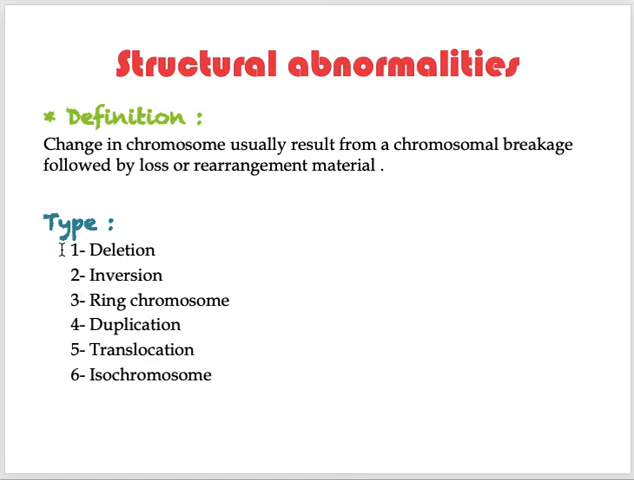 Structural abnormalities
* Definition :
Change in chromosome usually result from a chromosomal breakage
followed by loss or rearrangement material .
Type :
1- Deletion
2- Inversion
3- Ring chromosome
4- Duplication
5- Translocation
6- Isochromosome